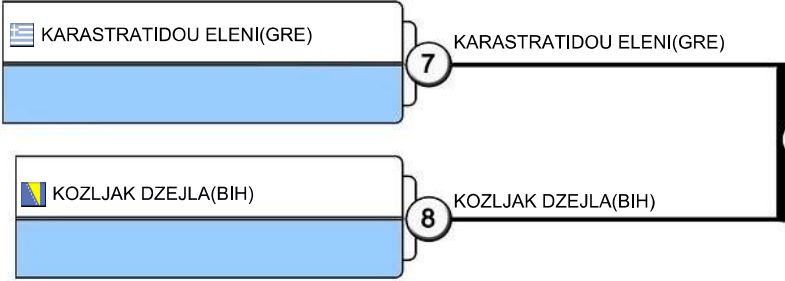 KARASTRATIDOU ELENI(GRE)
7
KARASTRATIDOU ELENI(GRE)
KOZLJAK DZEJLA(BIH)
8
KOZLJAK DZEJLA(BIH)